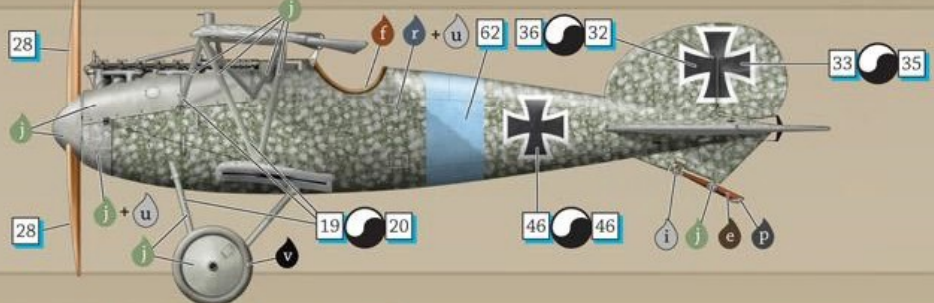 j
28
f r + u 62 36 32
33 35
j
j + u
28
19 20
46 46
j
v
i j e p